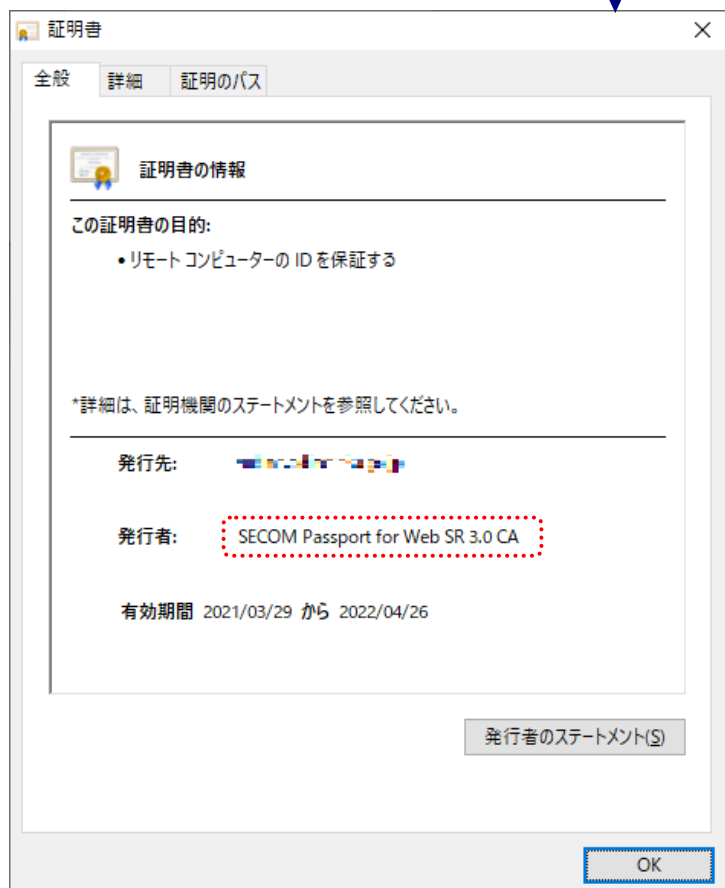 証明書
全般 詳細 証明のパス
証明書の情報
この証明書の目的:
• リモート コンピューターの ID を保証する
*詳細は、証明機関のステートメントを参照してください。
発行先:
発行者: SECOM Passport for Web SR 3.0 CA
有効期間 2021/03/29 から 2022/04/26
発行者のステートメント(S)
OK